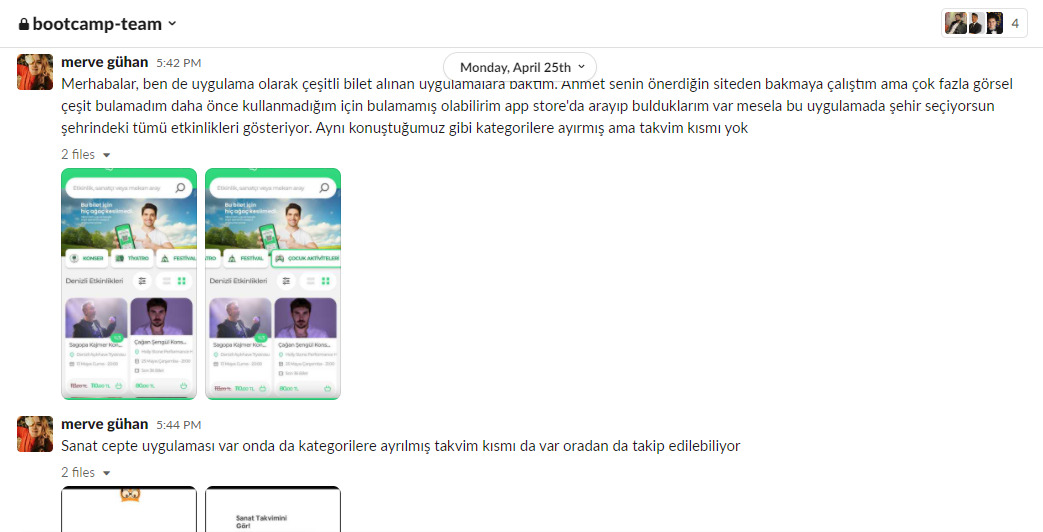 bootcamp-team
4
merve gühan 5:42 PM
Monday, April 25th
Merhabalar, ben de uygulama olarak çeşitli bilet alınan uygulamalara baktım. Ahmet senin önerdiğin siteden bakmaya çalıştım ama çok fazla görsel
çeşit bulamadım daha önce kullanmadığım için bulamamış olabilirim app store'da arayıp bulduklarım var mesela bu uygulamada şehir seçiyorsun
şehrindeki tümü etkinlikleri gösteriyor. Aynı konuştuğumuz gibi kategorilere ayırmış ama takvim kısmı yok
2 files
Etkinlik, sanatçı veya mekan aray
Bu bilet için
hiç ağaç kesilmedi.
KONSER
TİYATRO
FESTİVAL
Denizli Etkinlikleri
Sagopa Kajmer Kons...
Çağan Şengül Kons...
Etkinlik, sanatçı veya mekan aray
Bu bilet için
hiç ağaç kesilmedi.
TRO
FESTİVAL
ÇOCUK AKTİVİTELERİ
Denizli Etkinlikleri
Sagopa Kajmer Kons...
Çağan Şengül Kons...
merve gühan 5:44 PM
Sanat cepte uygulaması var onda da kategorilere ayrılmış takvim kısmı da var oradan da takip edilebiliyor
2 files
Sanat Takvimini
Gör!